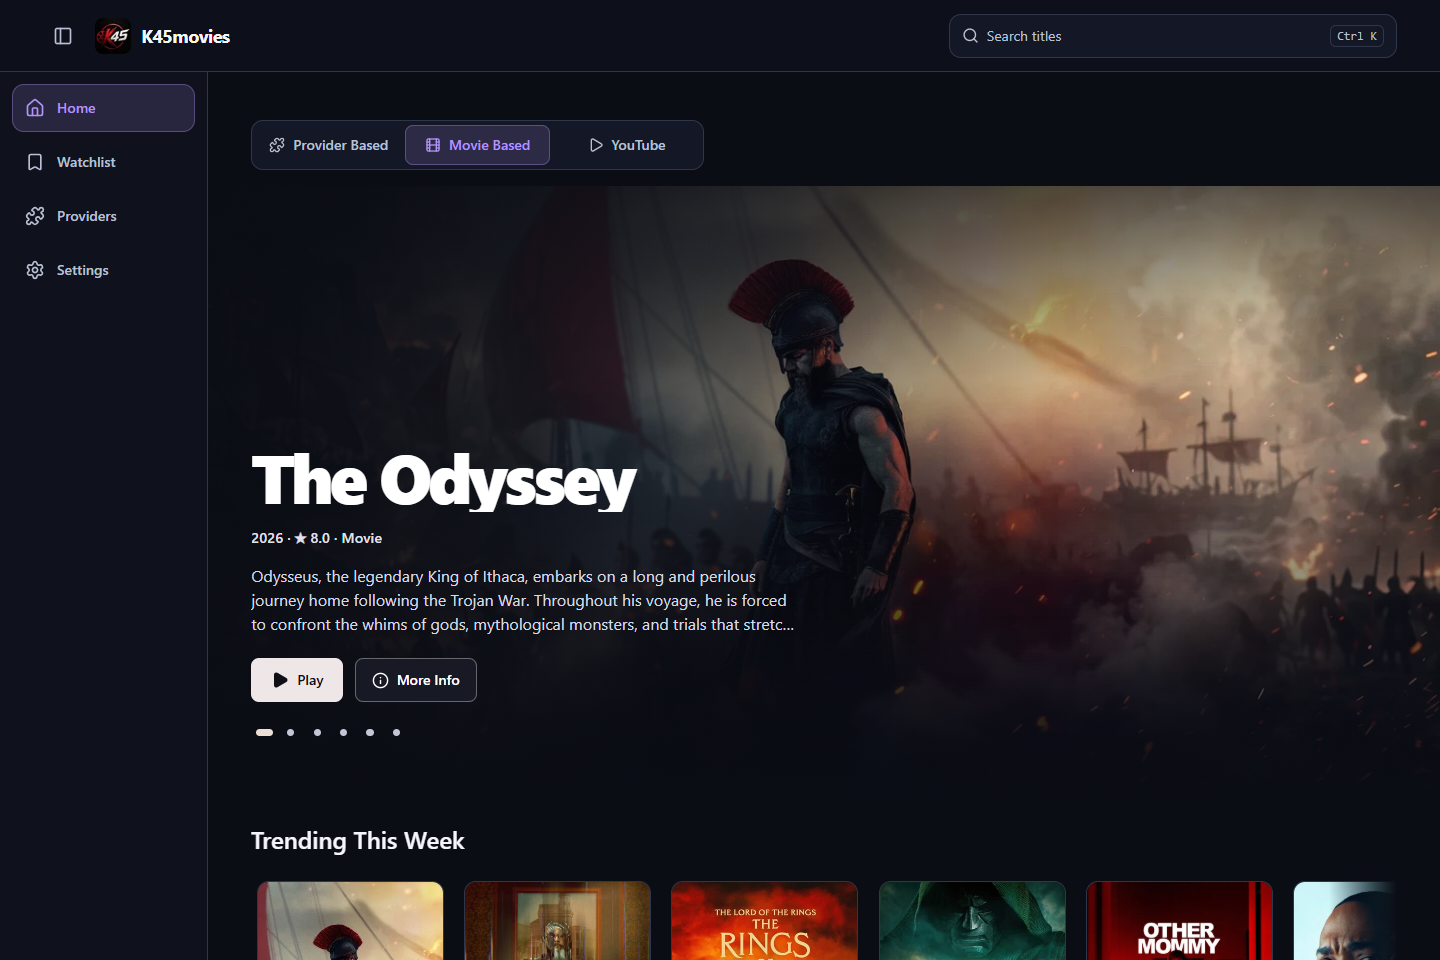 K45
K45movies
Search titles
Ctrl K
Home
Watchlist
Providers
Settings
Provider Based
Movie Based
YouTube
The Odyssey
2026 · ★ 8.0 · Movie
Odysseus, the legendary King of Ithaca, embarks on a long and perilous
journey home following the Trojan War. Throughout his voyage, he is forced
to confront the whims of gods, mythological monsters, and trials that stretc...
Play
More Info
Trending This Week
THE LORD OF THE RINGS
THE
RINGS
OTHER
MOMMY